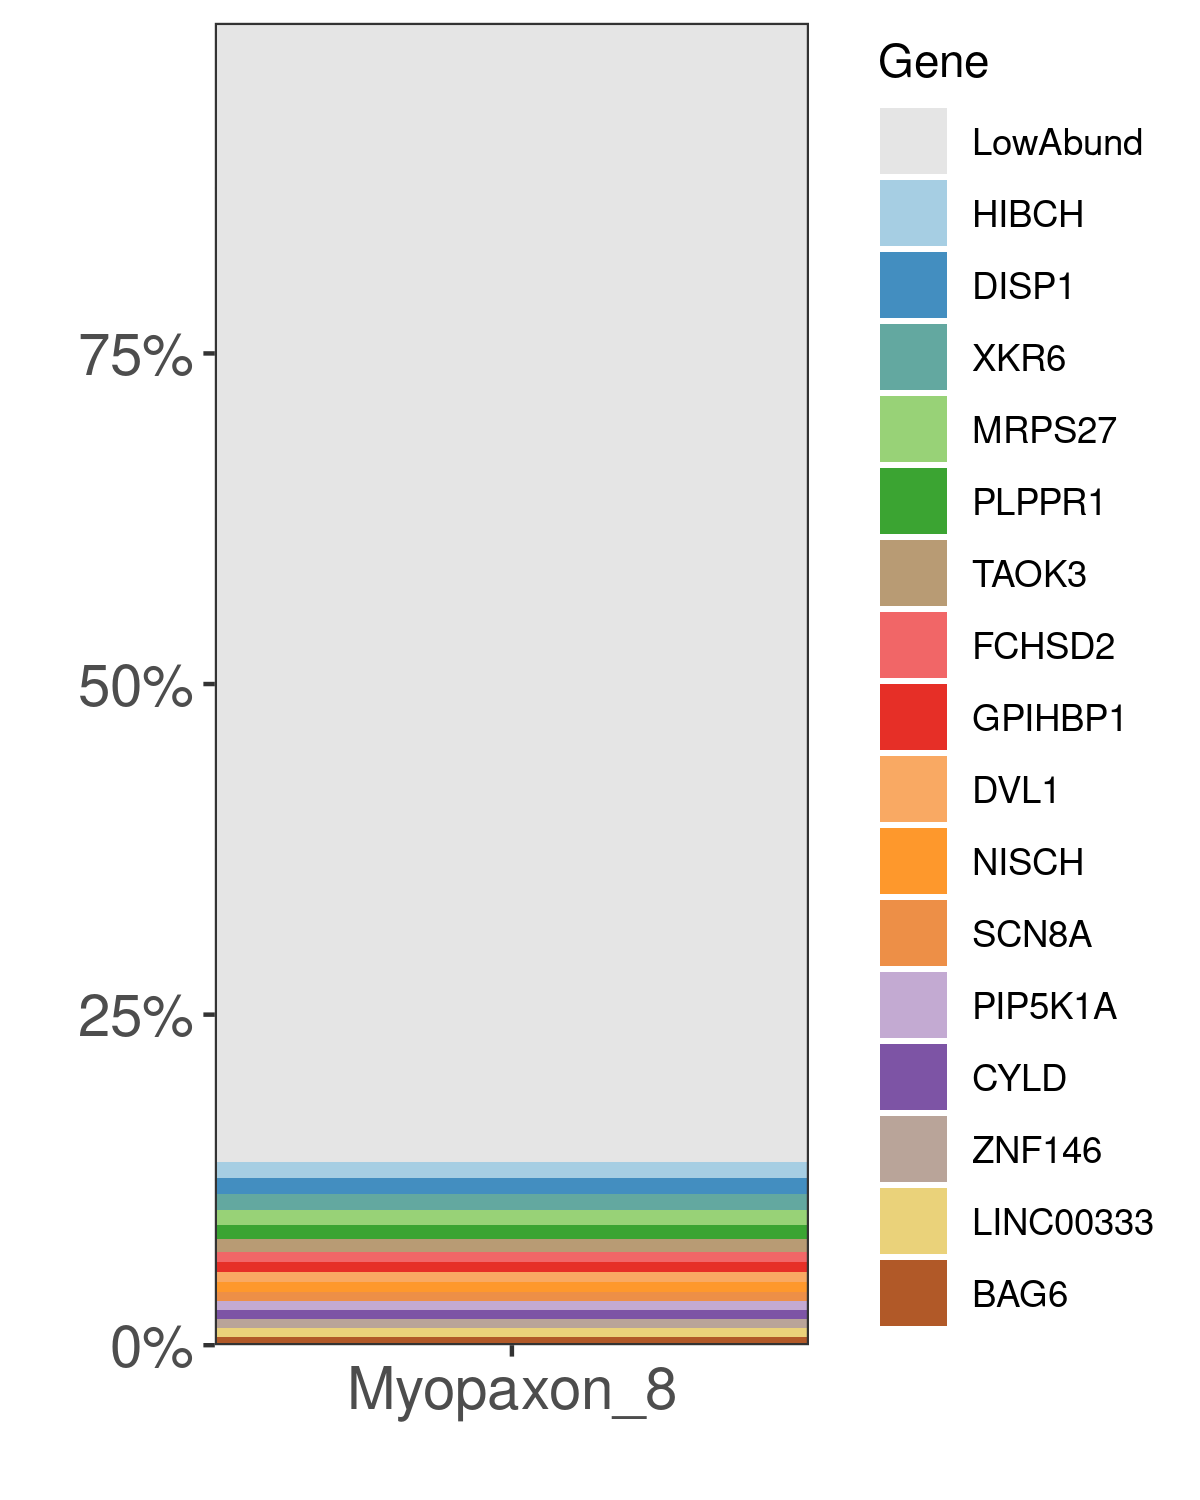 Gene
LowAbund
HIBCH
DISP1
XKR6
MRPS27
PLPPR1
TAOK3
FCHSD2
GPIHBP1
DVL1
NISCH
SCN8A
PIP5K1A
CYLD
ZNF146
LINC00333
BAG6
75%
50%
25%
0%
Myopaxon_8